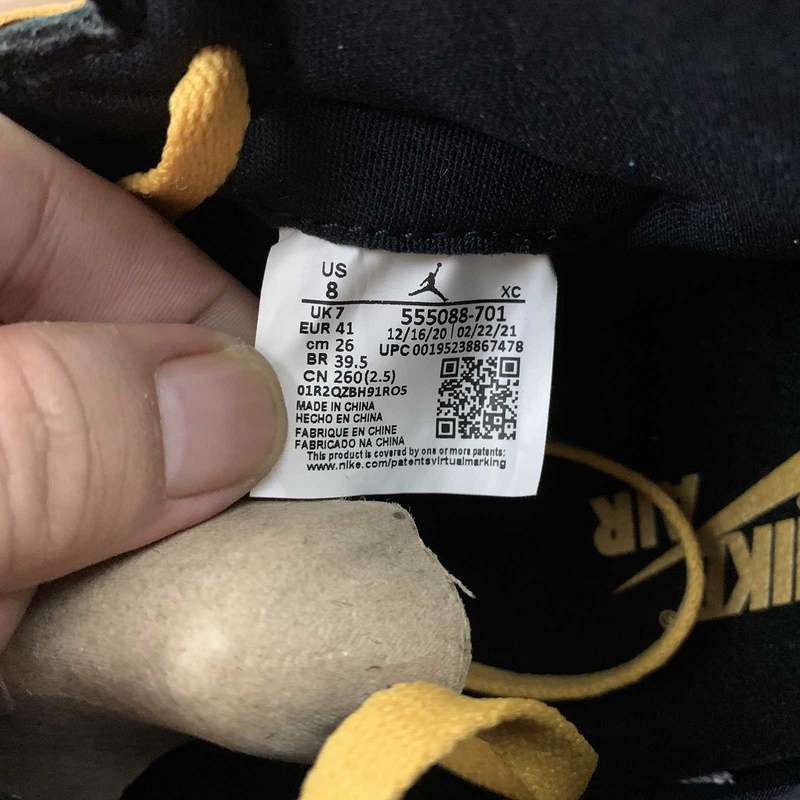 US
8
XC
UK 7
555088-701
EUR 41
12/16/20 02/22/21
cm 26
UPC 00195238867478
BR 39.5
CN 260(2.5)
01R2QZBH91RO5
MADE IN CHINA
HECHO EN CHINA
FABRIQUE EN CHINE
FABRICADO NA CHINA
This product is covered by one or more patents;
www.nike.com/patentsvirtualmarking
NIKE
AIR